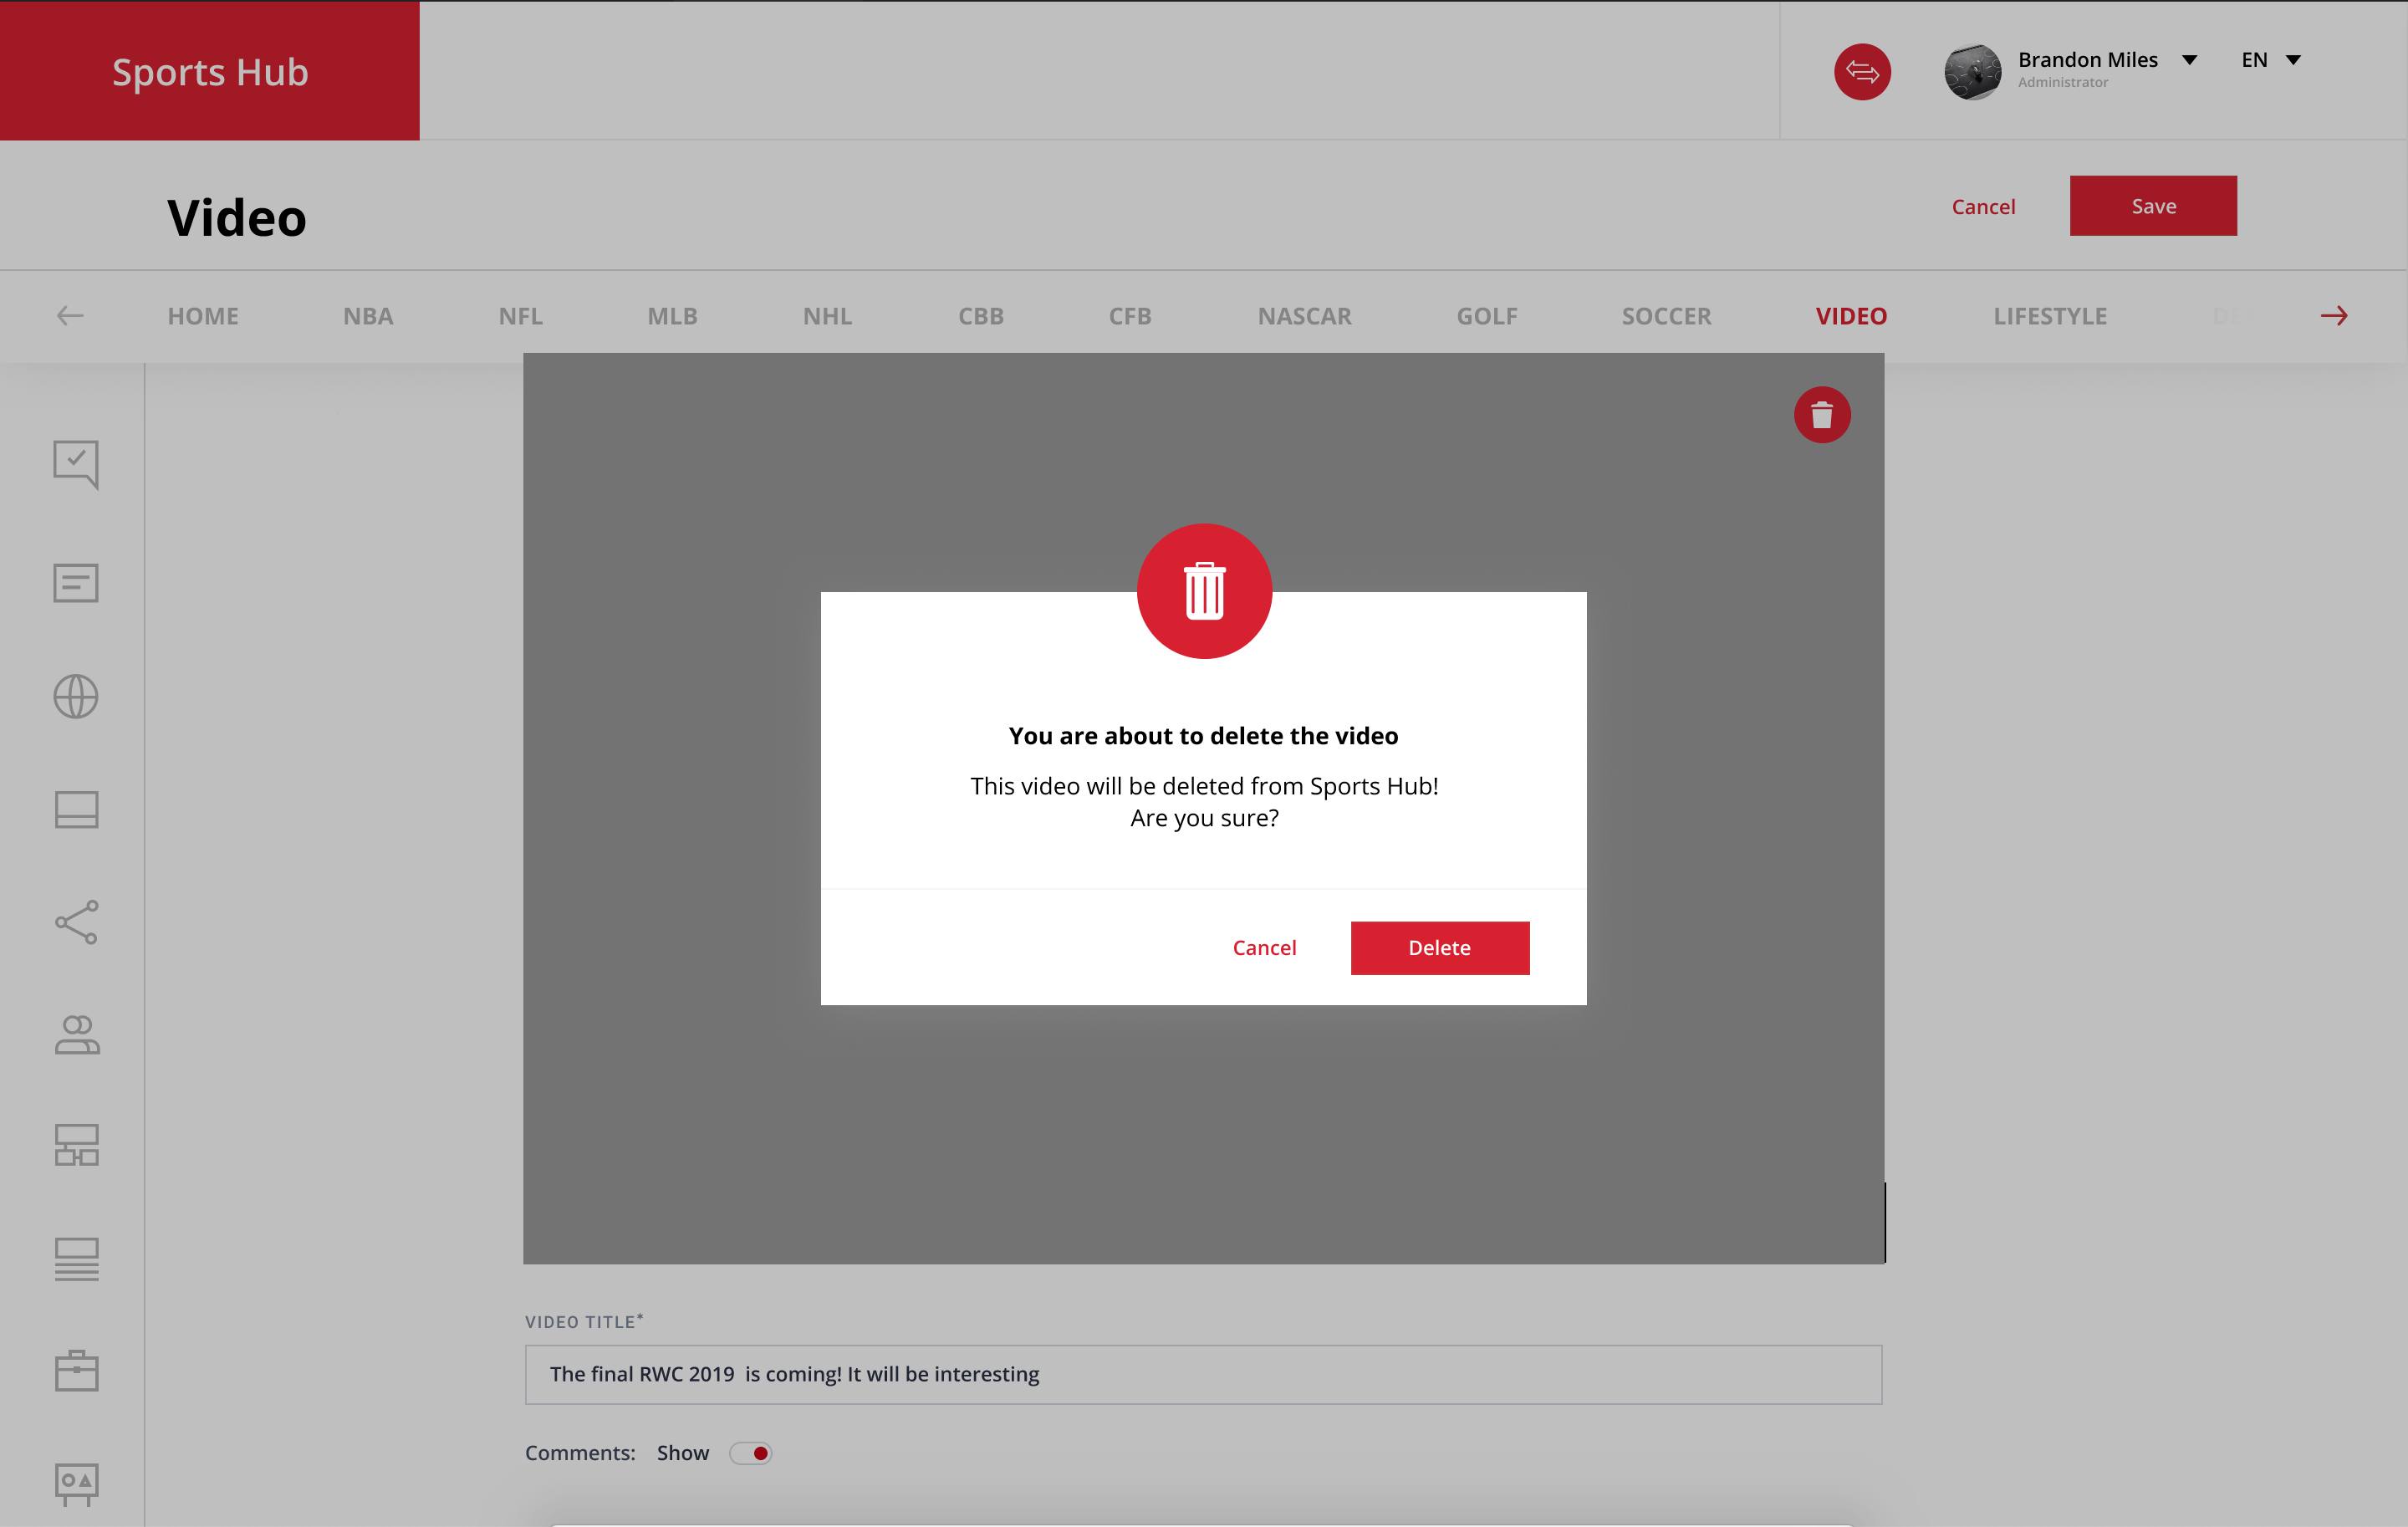 Sports Hub
Brandon Miles
Administrator
EN
Video
Cancel
Save
HOME NBA NFL MLB NHL CBB CFB NASCAR GOLF SOCCER VIDEO LIFESTYLE
You are about to delete the video
This video will be deleted from Sports Hub!
Are you sure?
Cancel
Delete
VIDEO TITLE*
The final RWC 2019  is coming! It will be interesting
Comments: Show